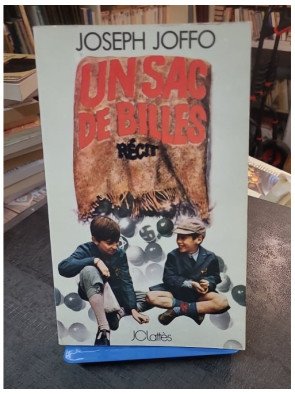 JOSEPH JOFFO
UN SAC
DE BILLES
RÉCIT
JCLattès